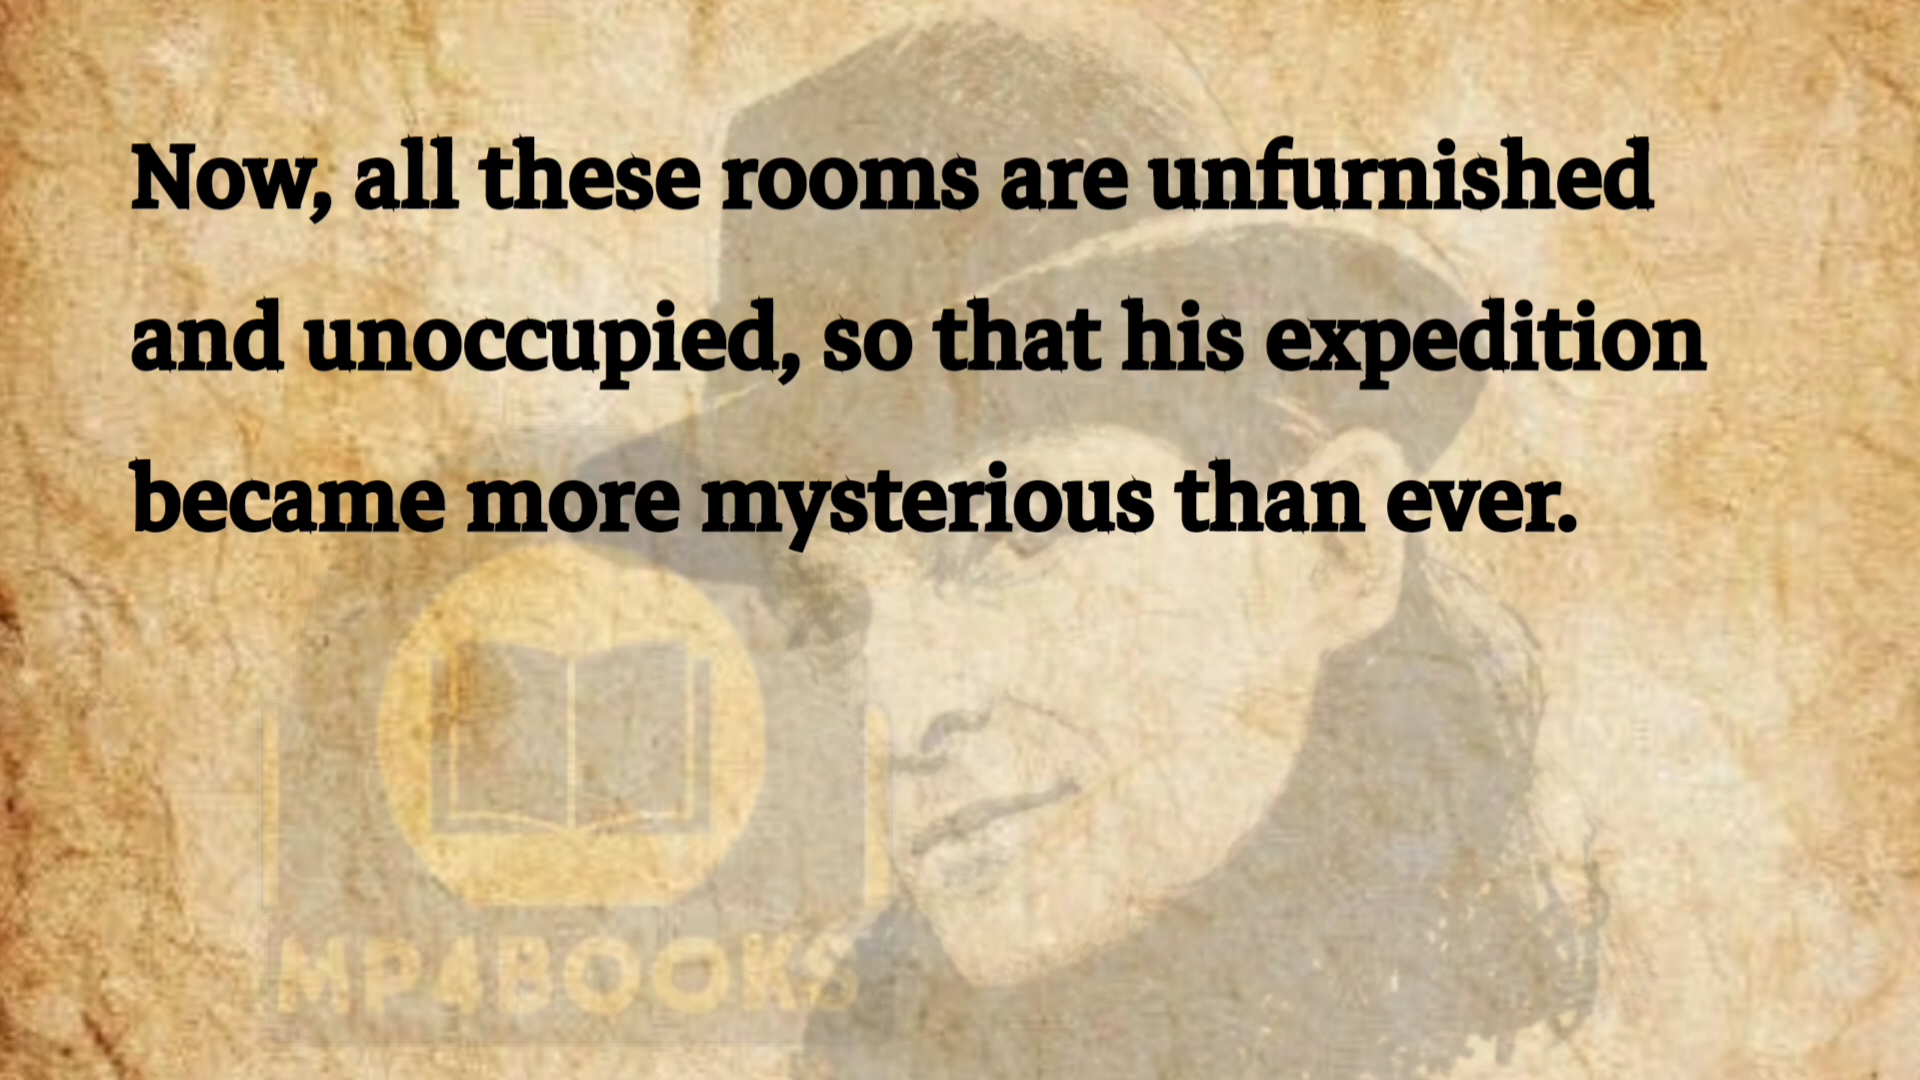 Now, all these rooms are unfurnished
and unoccupied, so that his expedition
became more mysterious than ever.
MP4BOOKS